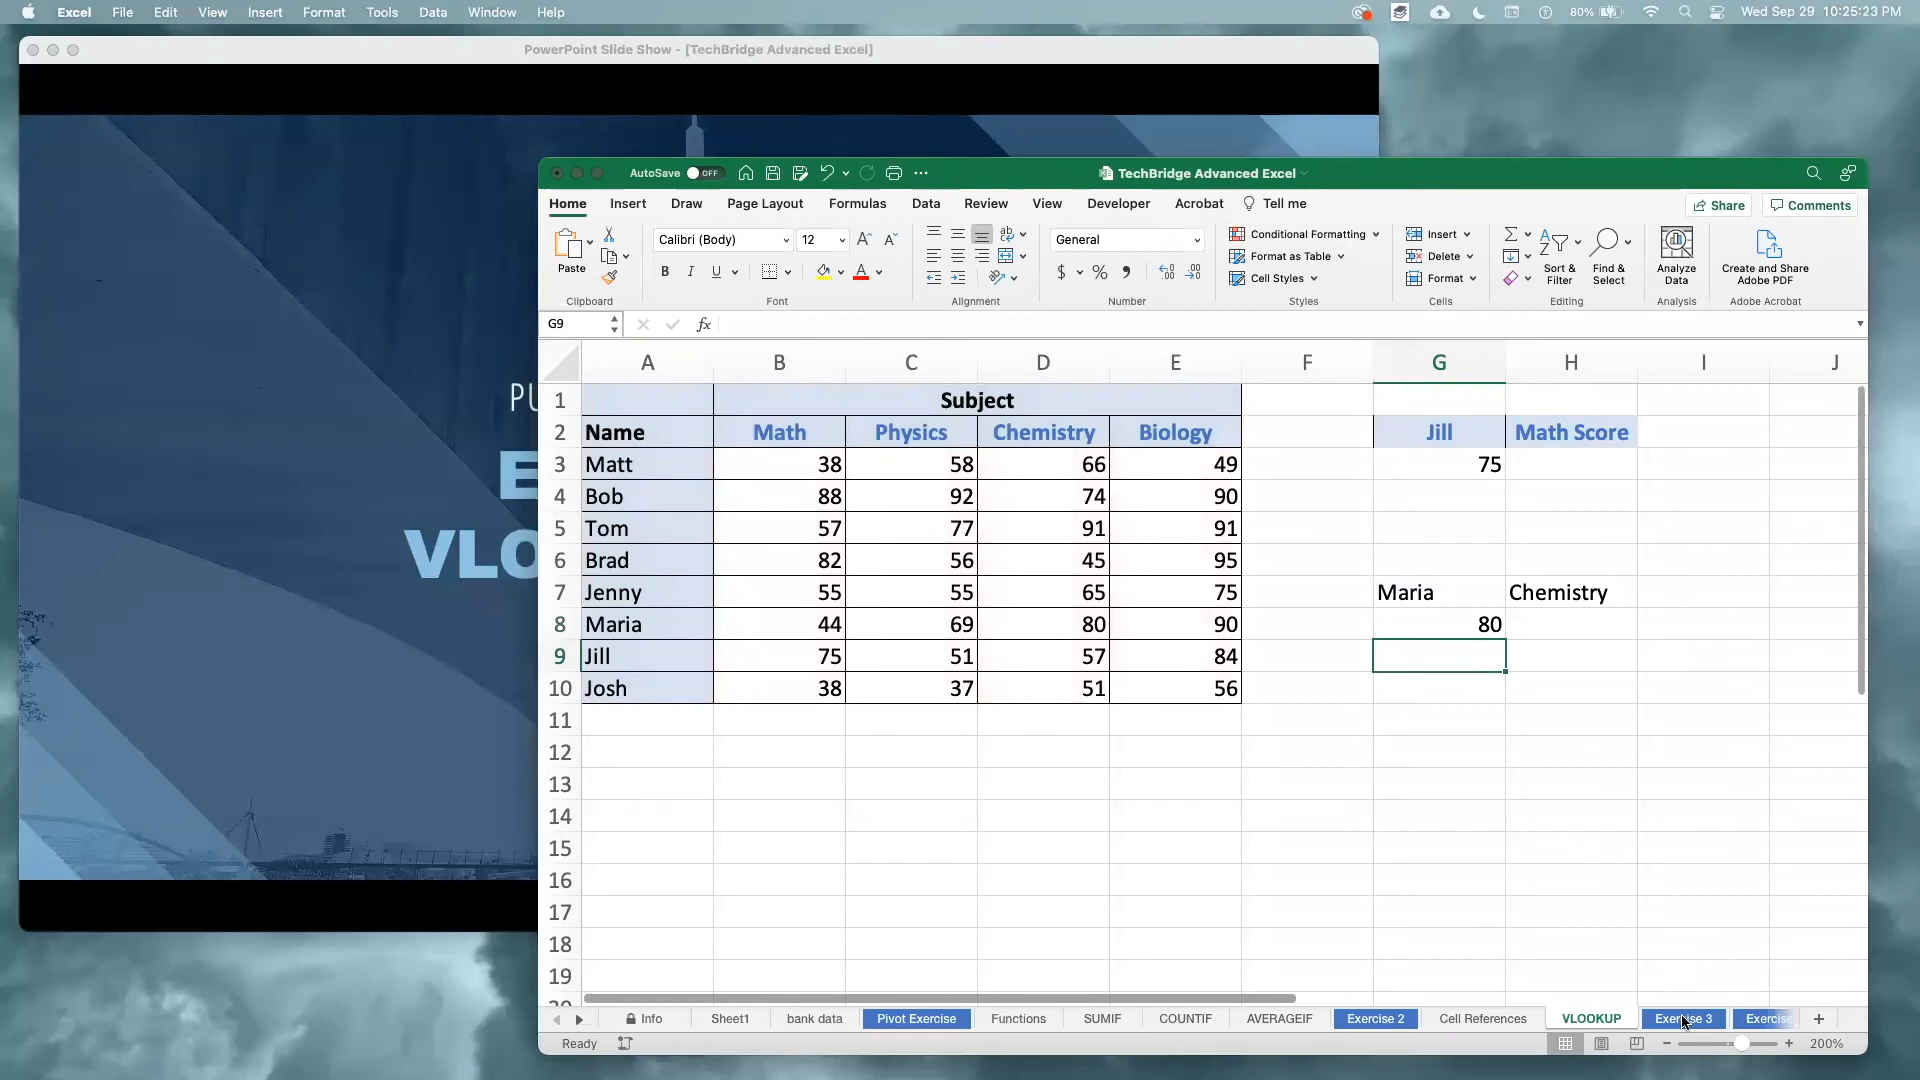 Excel File Edit View Insert Format Tools Data Window Help 80% Wed Sep 29 10:25:23 PM
PowerPoint Slide Show - [TechBridge Advanced Excel]
AutoSave OFF TechBridge Advanced Excel
Home Insert Draw Page Layout Formulas Data Review View Developer Acrobat Tell me Share Comments
Paste Calibri (Body) 12 General Conditional Formatting Format as Table Cell Styles Insert Delete Format Sort & Filter Find & Select Analyze Data Create and Share Adobe PDF
Clipboard Font Alignment Number Styles Cells Editing Analysis Adobe Acrobat
G9 fx
A B C D E F G H I J
1 Subject
2 Name Math Physics Chemistry Biology Jill Math Score
3 Matt 38 58 66 49 75
4 Bob 88 92 74 90
5 Tom 57 77 91 91
6 Brad 82 56 45 95
7 Jenny 55 55 65 75 Maria Chemistry
8 Maria 44 69 80 90 80
9 Jill 75 51 57 84
10 Josh 38 37 51 56
11
12
13
14
15
16
17
18
19
Info Sheet1 bank data Pivot Exercise Functions SUMIF COUNTIF AVERAGEIF Exercise 2 Cell References VLOOKUP Exercise 3 Exercise
Ready 200%
PU
E
VLO